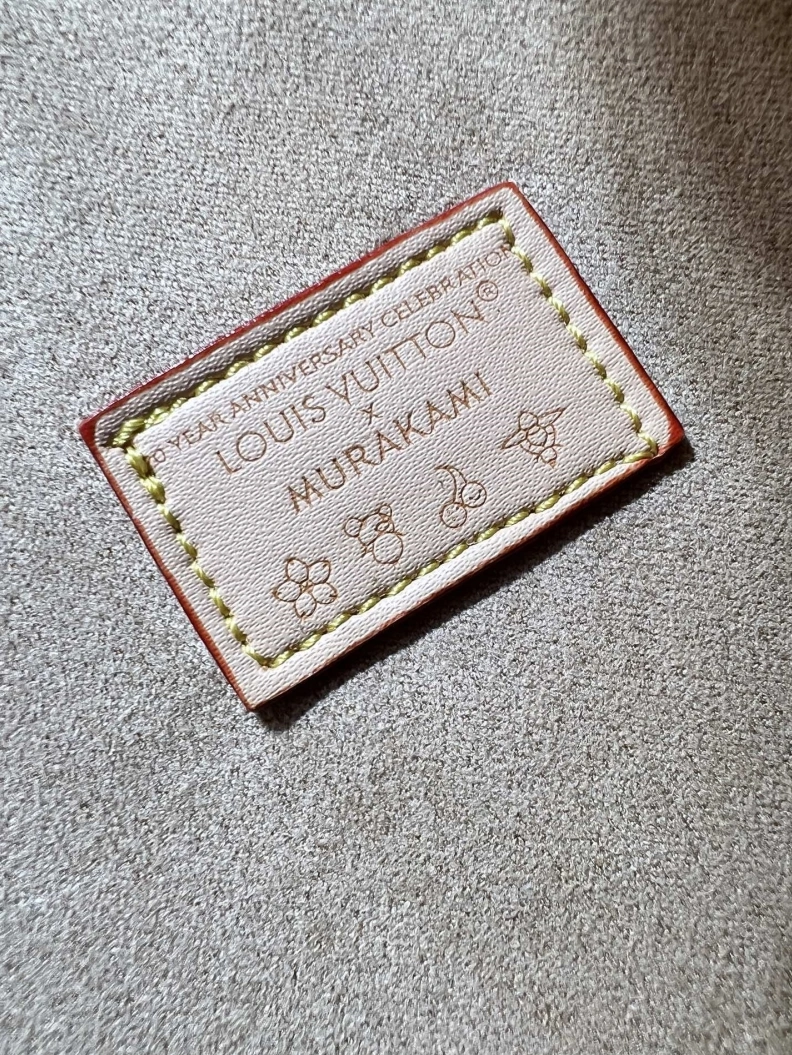 YEAR ANNIVERSARY CELEBRATION
LOUIS VUITTON®
X
MURAKAMI